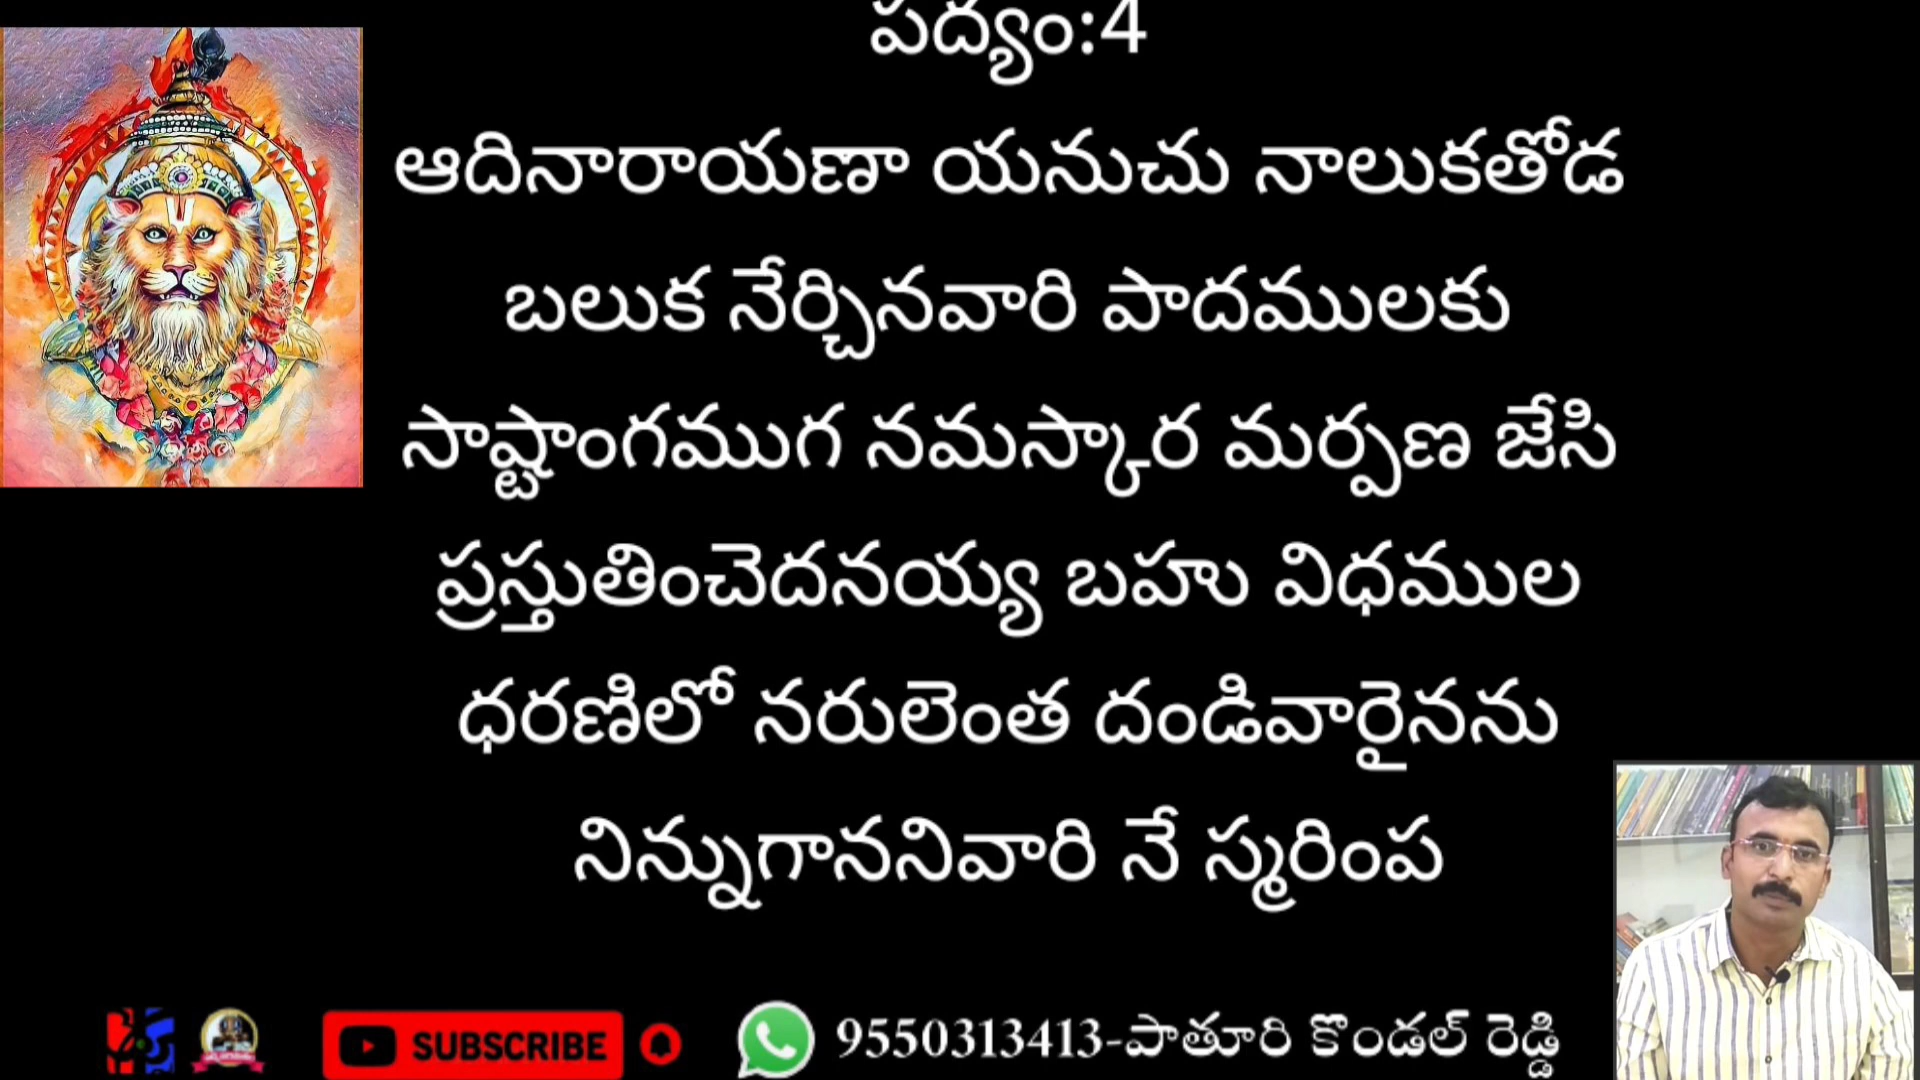 పద్యం:4
ఆదినారాయణా యనుచు నాలుకతోడ
బలుక నేర్చినవారి పాదములకు
సాష్టాంగముగ నమస్కార మర్పణ జేసి
ప్రస్తుతించెదనయ్య బహు విధముల
ధరణిలో నరులెంత దండివారైనను
నిన్నుగాననివారి నే స్మరింప
SUBSCRIBE
9550313413-పాతూరి కొండల్ రెడ్డి